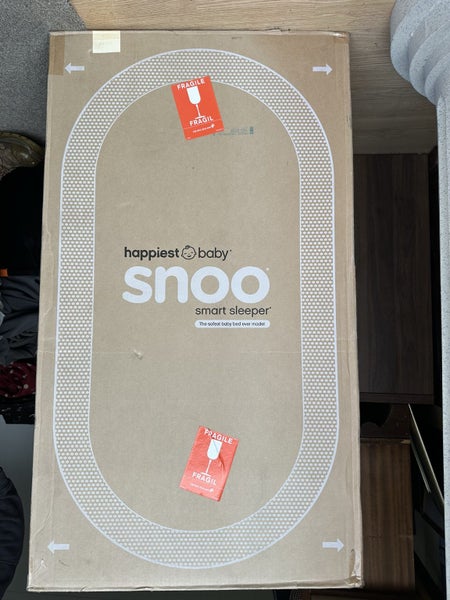 FRAGILE
FRAGIL
happiest baby
snoo
smart sleeper
The safest baby bed ever made!
FRAGILE
FRAGIL